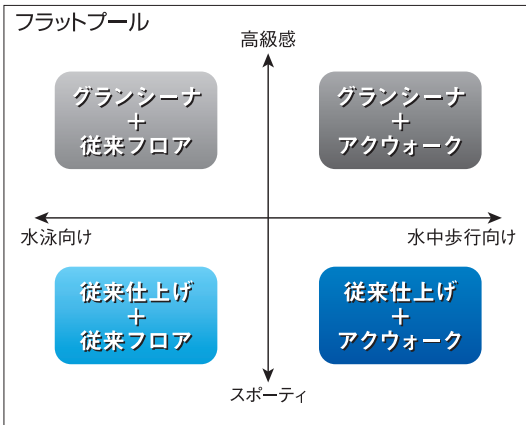 フラットプール
高級感
グランシーナ
+
従来フロア
グランシーナ
+
アクウォーク
水泳向け
水中歩行向け
従来仕上げ
+
従来フロア
従来仕上げ
+
アクウォーク
スポーティ